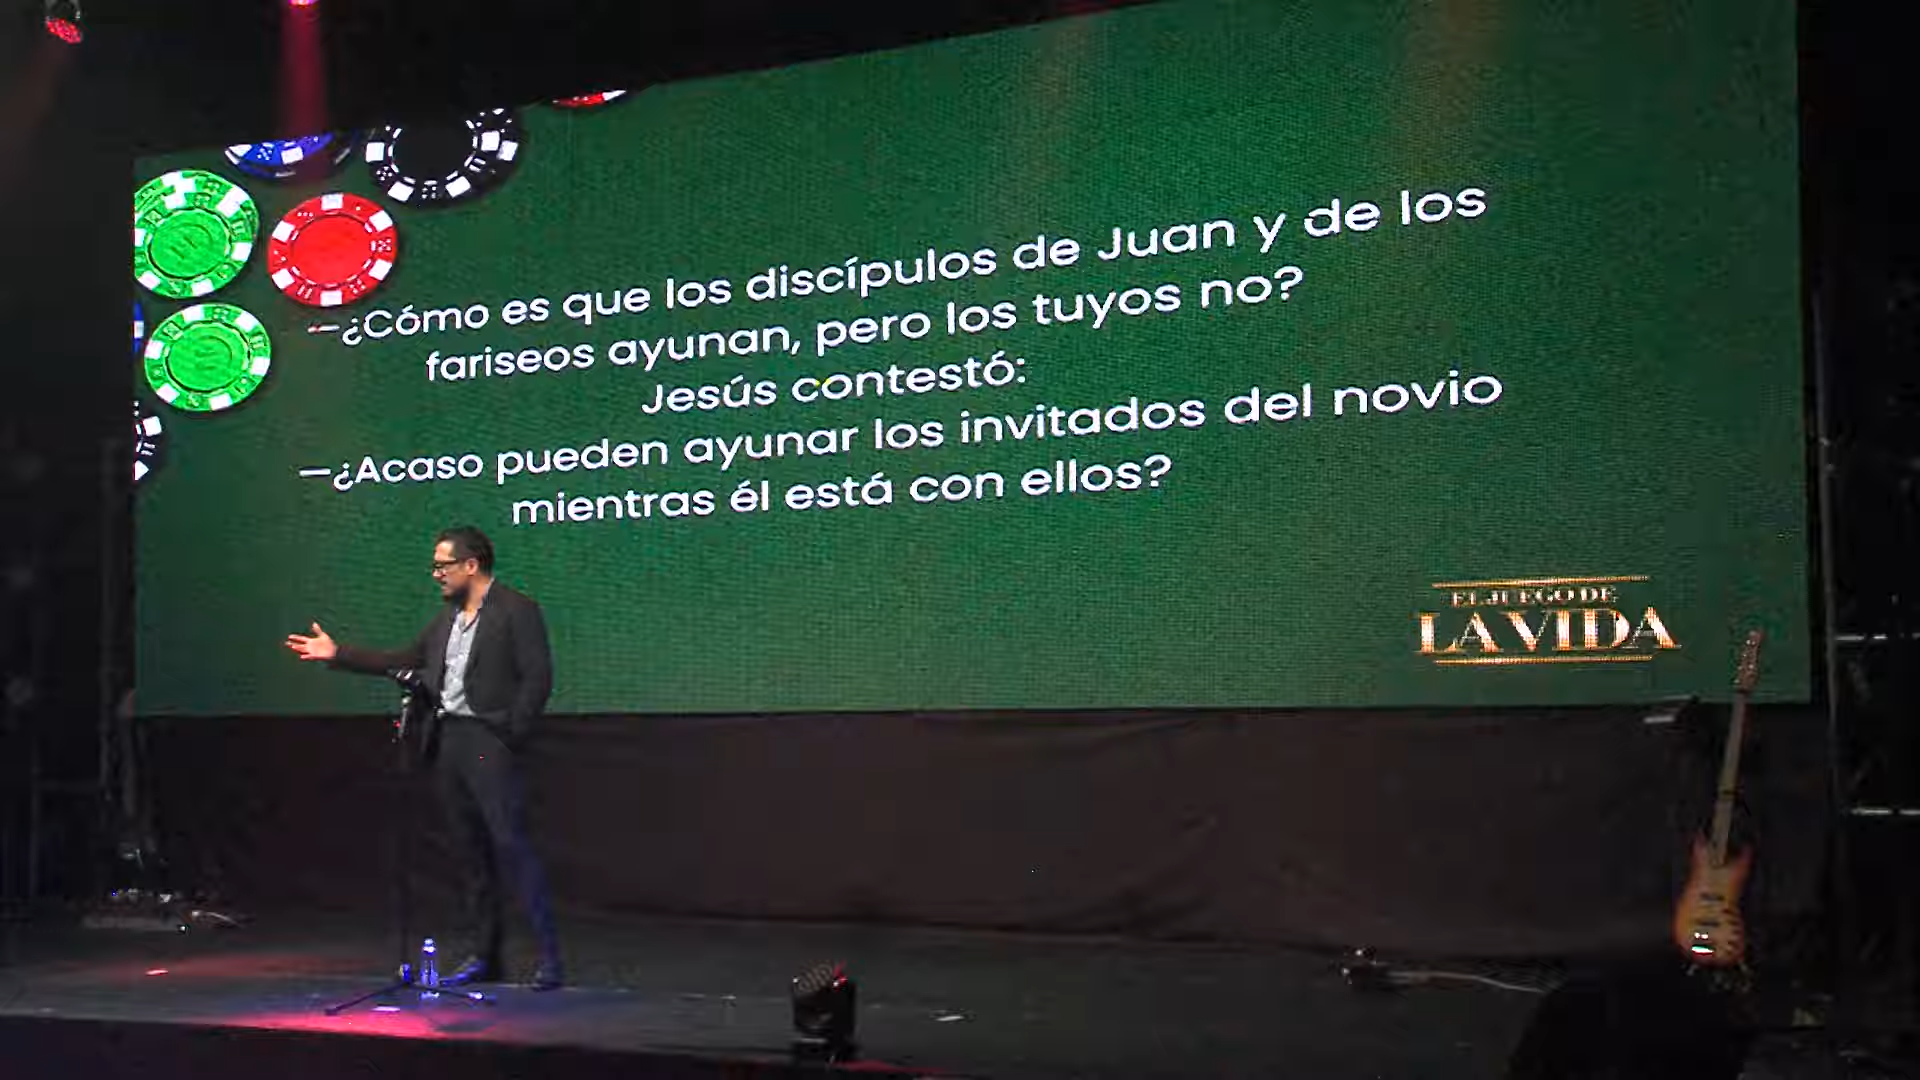 —¿Cómo es que los discípulos de Juan y de los
fariseos ayunan, pero los tuyos no?
Jesús contestó:
—¿Acaso pueden ayunar los invitados del novio
mientras él está con ellos?
EL JUEGO DE
LA VIDA